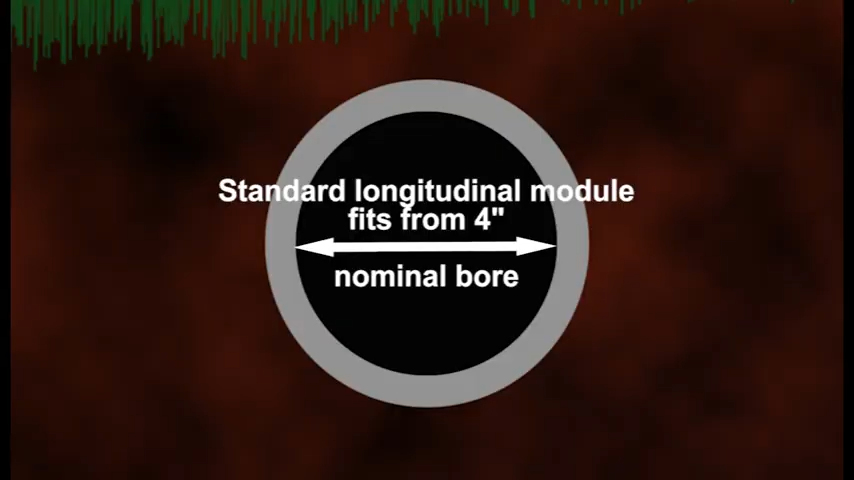 Standard longitudinal module
fits from 4"
nominal bore